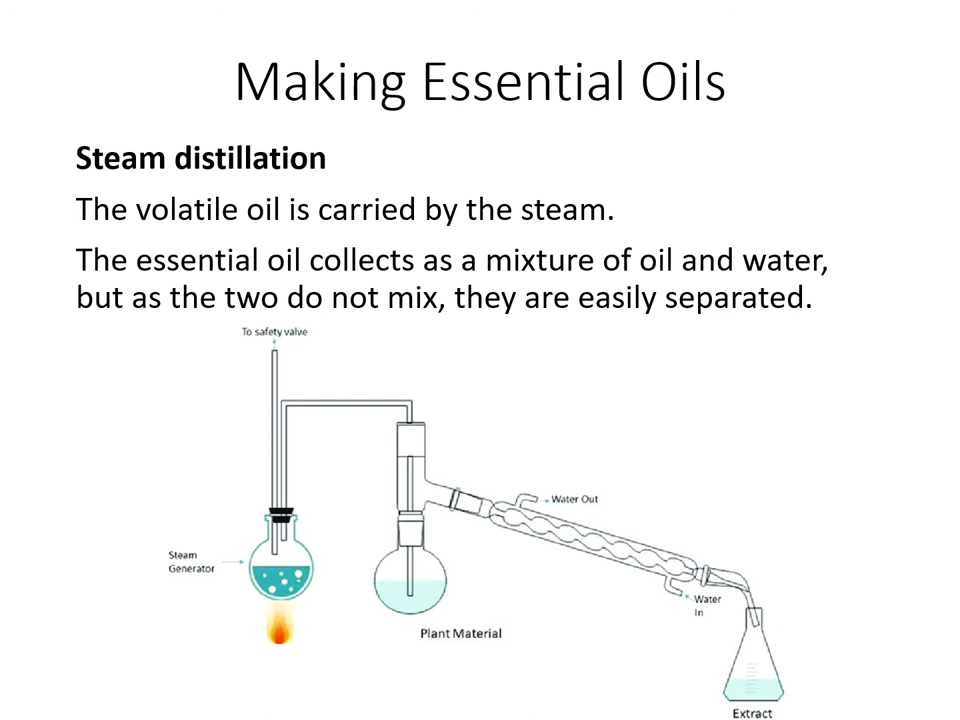 Making Essential Oils
Steam distillation
The volatile oil is carried by the steam.
The essential oil collects as a mixture of oil and water,
but as the two do not mix, they are easily separated.
To safety valve
Water Out
Steam
Generator
Water
In
Plant Material
Extract